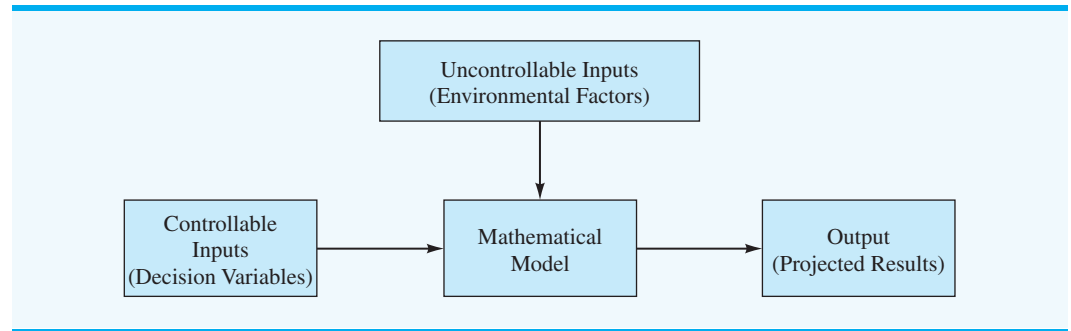 Uncontrollable Inputs
(Environmental Factors)
Controllable
Inputs
(Decision Variables)
Mathematical
Model
Output
(Projected Results)